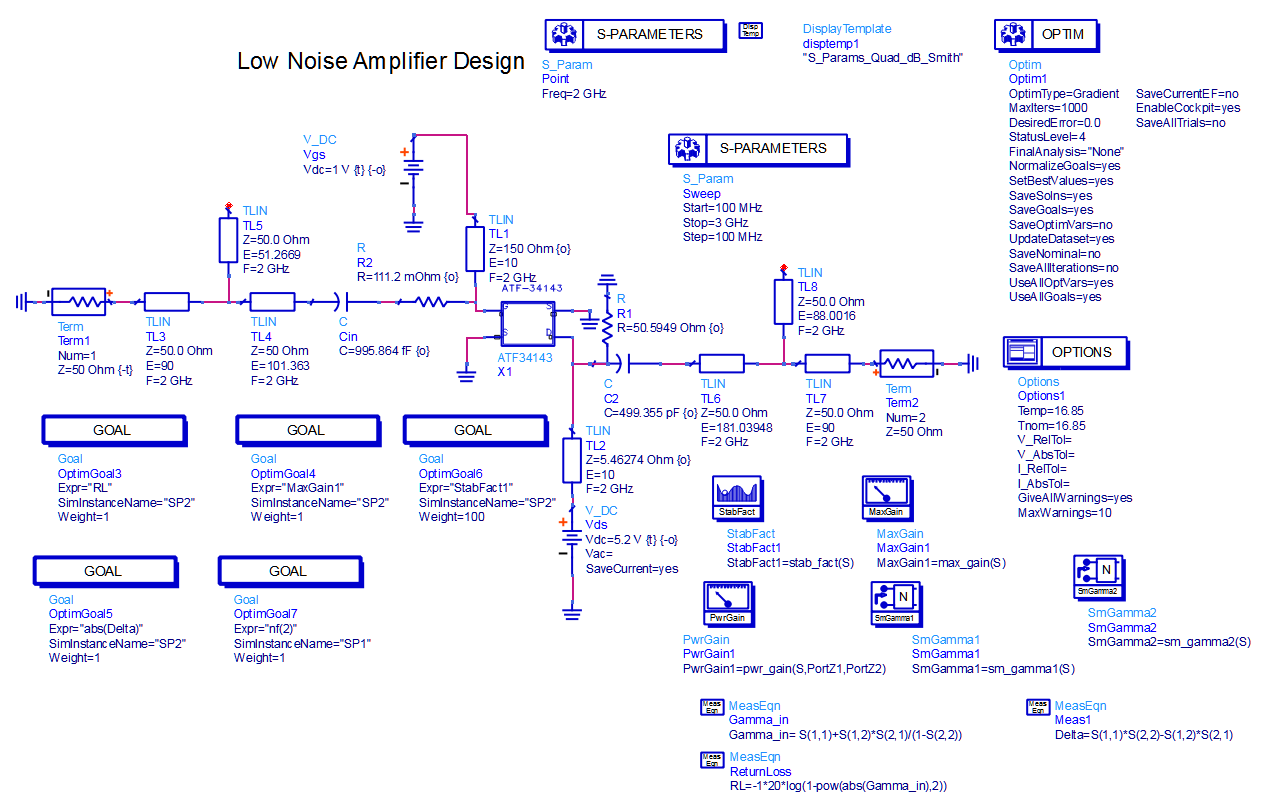 Low Noise Amplifier Design
S-PARAMETERS
S_Param
Point
Freq=2 GHz
Disp
Temp
DisplayTemplate
disptemp1
"S_Params_Quad_dB_Smith"
OPTIM
Optim
Optim1
OptimType=Gradient
MaxIters=1000
DesiredError=0.0
StatusLevel=4
FinalAnalysis="None"
NormalizeGoals=yes
SetBestValues=yes
SaveSolns=yes
SaveGoals=yes
SaveOptimVars=no
UpdateDataset=yes
SaveNominal=no
SaveAllIterations=no
UseAllOptVars=yes
UseAllGoals=yes
SaveCurrentEF=no
EnableCockpit=yes
SaveAllTrials=no
S-PARAMETERS
S_Param
Sweep
Start=100 MHz
Stop=3 GHz
Step=100 MHz
V_DC
Vgs
Vdc=1 V {t} {-o}
TLIN
TL5
Z=50.0 Ohm
E=51.2669
F=2 GHz
R
R2
R=111.2 mOhm {o}
TLIN
TL1
Z=150 Ohm {o}
E=10
F=2 GHz
ATF-34143
G
S
S
D
ATF34143
X1
Term
Term1
Num=1
Z=50 Ohm {-t}
TLIN
TL3
Z=50.0 Ohm
E=90
F=2 GHz
TLIN
TL4
Z=50 Ohm
E=101.363
F=2 GHz
C
Cin
C=995.864 fF {o}
R
R1
R=50.5949 Ohm {o}
TLIN
TL8
Z=50.0 Ohm
E=88.0016
F=2 GHz
C
C2
C=499.355 pF {o}
TLIN
TL6
Z=50.0 Ohm
E=181.03948
F=2 GHz
TLIN
TL7
Z=50.0 Ohm
E=90
F=2 GHz
Term
Term2
Num=2
Z=50 Ohm
OPTIONS
Options
Options1
Temp=16.85
Tnom=16.85
V_RelTol=
V_AbsTol=
I_RelTol=
I_AbsTol=
GiveAllWarnings=yes
MaxWarnings=10
TLIN
TL2
Z=5.46274 Ohm {o}
E=10
F=2 GHz
V_DC
Vds
Vdc=5.2 V {t} {-o}
Vac=
SaveCurrent=yes
GOAL
Goal
OptimGoal3
Expr="RL"
SimInstanceName="SP2"
Weight=1
GOAL
Goal
OptimGoal4
Expr="MaxGain1"
SimInstanceName="SP2"
Weight=1
GOAL
Goal
OptimGoal6
Expr="StabFact1"
SimInstanceName="SP2"
Weight=100
GOAL
Goal
OptimGoal5
Expr="abs(Delta)"
SimInstanceName="SP2"
Weight=1
GOAL
Goal
OptimGoal7
Expr="nf(2)"
SimInstanceName="SP1"
Weight=1
StabFact
StabFact
StabFact1
StabFact1=stab_fact(S)
MaxGain
MaxGain
MaxGain1
MaxGain1=max_gain(S)
PwrGain
PwrGain
PwrGain1
PwrGain1=pwr_gain(S,PortZ1,PortZ2)
N
SmGamma1
SmGamma1
SmGamma1
SmGamma1=sm_gamma1(S)
N
SmGamma2
SmGamma2
SmGamma2
SmGamma2=sm_gamma2(S)
Meas
Eqn
MeasEqn
Gamma_in
Gamma_in= S(1,1)+S(1,2)*S(2,1)/(1-S(2,2))
Meas
Eqn
MeasEqn
Meas1
Delta=S(1,1)*S(2,2)-S(1,2)*S(2,1)
Meas
Eqn
MeasEqn
ReturnLoss
RL=-1*20*log(1-pow(abs(Gamma_in),2))